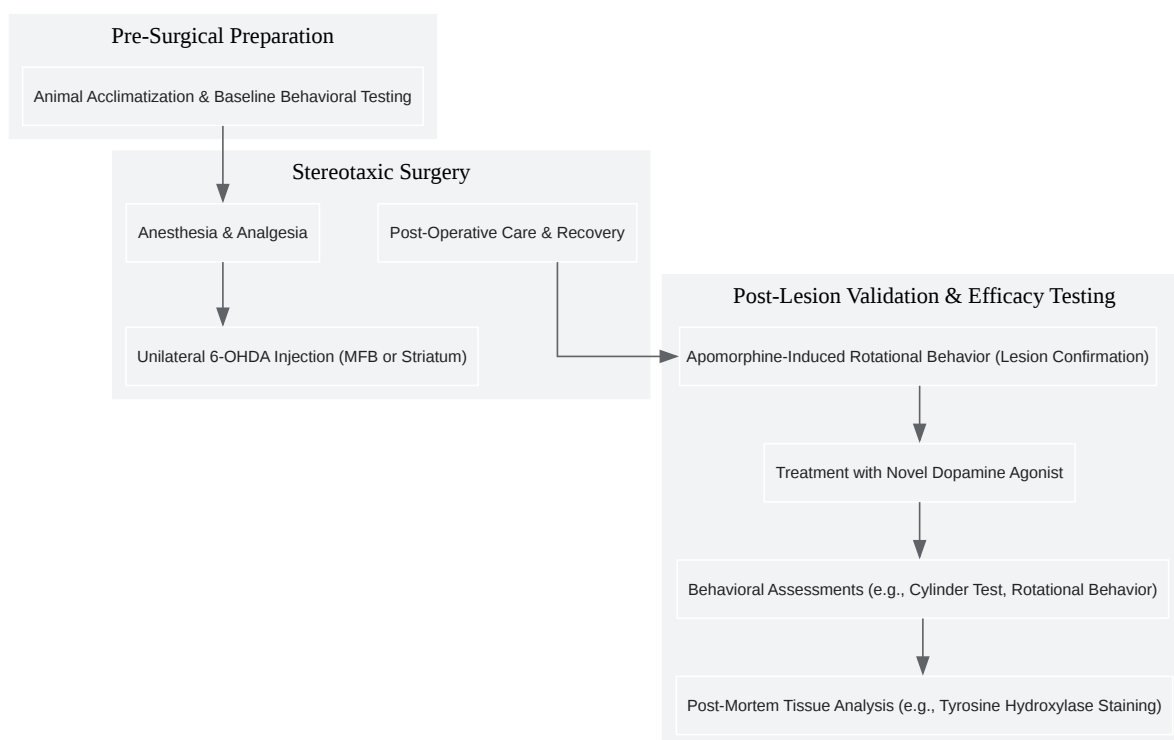 Pre-Surgical Preparation
Animal Acclimatization & Baseline Behavioral Testing
Stereotaxic Surgery
Anesthesia & Analgesia
Post-Operative Care & Recovery
Unilateral 6-OHDA Injection (MFB or Striatum)
Post-Lesion Validation & Efficacy Testing
Apomorphine-Induced Rotational Behavior (Lesion Confirmation)
Treatment with Novel Dopamine Agonist
Behavioral Assessments (e.g., Cylinder Test, Rotational Behavior)
Post-Mortem Tissue Analysis (e.g., Tyrosine Hydroxylase Staining)